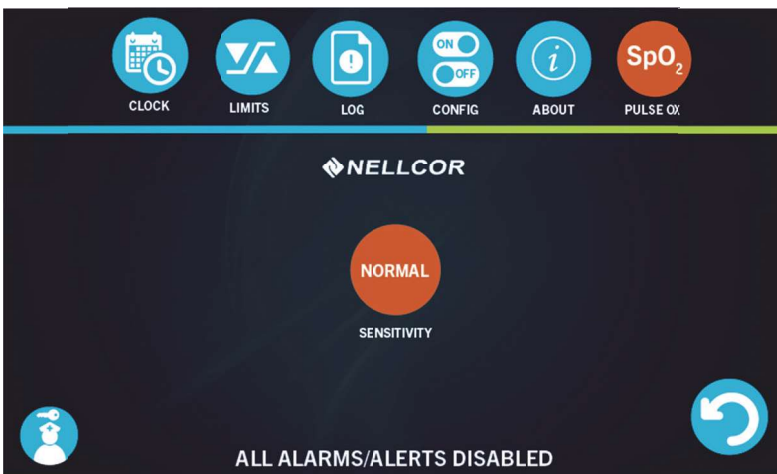 ON
OFF
i
SpO₂
CLOCK
LIMITS
LOG
CONFIG
ABOUT
PULSE OX
NELLCOR
NORMAL
SENSITIVITY
ALL ALARMS/ALERTS DISABLED